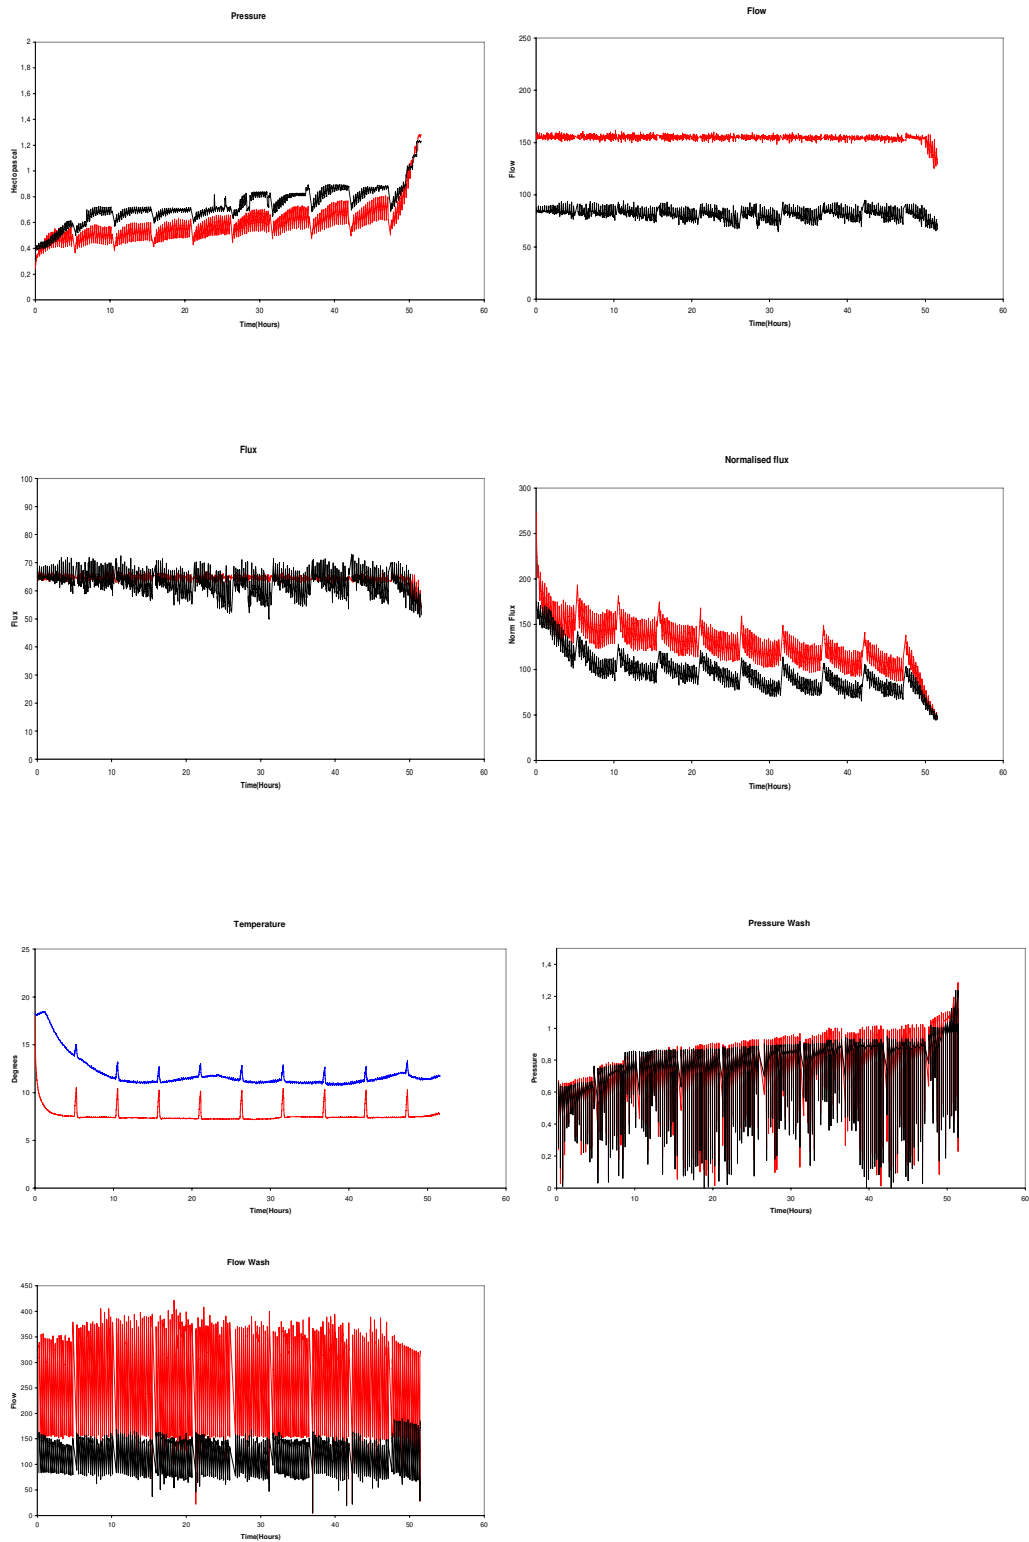 Pressure
2
1,8
1,6
1,4
1,2
1
0,8
0,6
0,4
0,2
0
Hectopascal
0 10 20 30 40 50 60
Time(Hours)
Flow
250
200
150
100
50
0
Flow
0 10 20 30 40 50 60
Time(Hours)
Flux
100
90
80
70
60
50
40
30
20
10
0
Flux
0 10 20 30 40 50 60
Time(Hours)
Normalised flux
300
250
200
150
100
50
0
Norm Flux
0 10 20 30 40 50 60
Time(Hours)
Temperature
25
20
15
10
5
0
Degrees
0 10 20 30 40 50 60
Time(Hours)
Pressure Wash
1,4
1,2
1
0,8
0,6
0,4
0,2
0
Pressure
0 10 20 30 40 50 60
Time(Hours)
Flow Wash
450
400
350
300
250
200
150
100
50
0
Flow
0 10 20 30 40 50 60
Time(Hours)